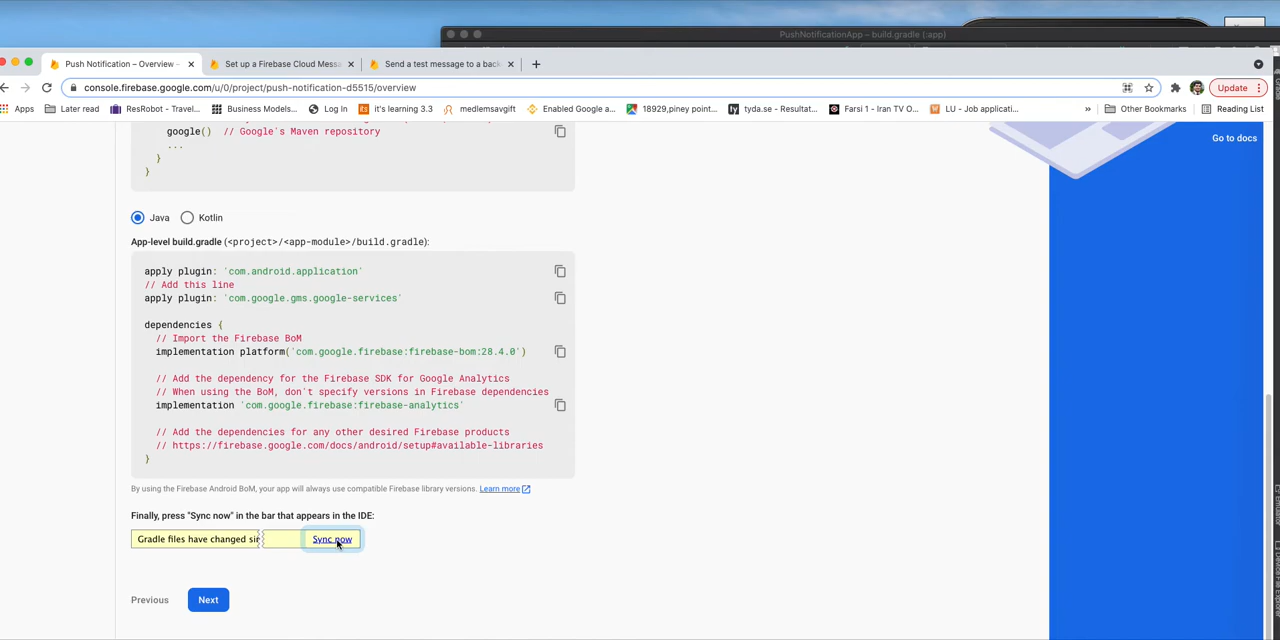 PushNotificationApp – build.gradle (:app)
Push Notification – Overview –
Set up a Firebase Cloud Messa
Send a test message to a back
console.firebase.google.com/u/0/project/push-notification-d5515/overview
Update
Apps
Later read
ResRobot - Travel...
Business Models...
Log In
it's learning 3.3
medlemsavgift
Enabled Google a...
18929,piney point...
tyda.se - Resultat...
Farsi 1 - Iran TV O...
LU - Job applicati...
»
Other Bookmarks
Reading List
google()  // Google's Maven repository
...
}
}
Go to docs
Java
Kotlin
App-level build.gradle (<project>/<app-module>/build.gradle):
apply plugin: 'com.android.application'
// Add this line
apply plugin: 'com.google.gms.google-services'
dependencies {
// Import the Firebase BoM
implementation platform('com.google.firebase:firebase-bom:28.4.0')
// Add the dependency for the Firebase SDK for Google Analytics
// When using the BoM, don't specify versions in Firebase dependencies
implementation 'com.google.firebase:firebase-analytics'
// Add the dependencies for any other desired Firebase products
// https://firebase.google.com/docs/android/setup#available-libraries
}
By using the Firebase Android BoM, your app will always use compatible Firebase library versions. Learn more
Finally, press "Sync now" in the bar that appears in the IDE:
Gradle files have changed sin
Sync now
Previous
Next
Emulator
Device File Explorer